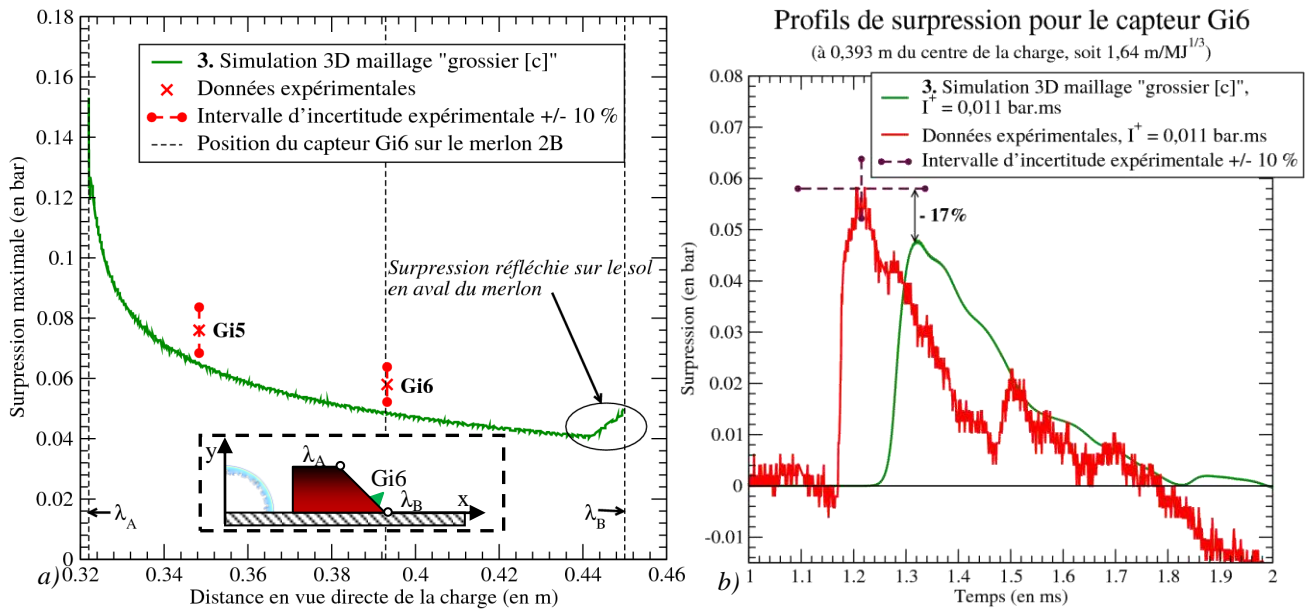 0.18
0.16
0.14
0.12
0.1
0.08
0.06
0.04
0.02
0
Surpression maximale (en bar)
3. Simulation 3D maillage "grossier [c]"
Données expérimentales
Intervalle d'incertitude expérimentale +/- 10 %
Position du capteur Gi6 sur le merlon 2B
Surpression réfléchie sur le sol
en aval du merlon
Gi5
Gi6
y
λA
Gi6
λB
x
λA
λB
0.32
0.34
0.36
0.38
0.4
0.42
0.44
0.46
a)
Distance en vue directe de la charge (en m)
Profils de surpression pour le capteur Gi6
(à 0,393 m du centre de la charge, soit 1,64 m/MJ1/3)
0.08
0.07
0.06
0.05
0.04
0.03
0.02
0.01
0
-0.01
Surpression (en bar)
3. Simulation 3D maillage "grossier [c]",
I+ = 0,011 bar.ms
Données expérimentales, I+ = 0,011 bar.ms
Intervalle d'incertitude expérimentale +/- 10 %
- 17%
1
1.1
1.2
1.3
1.4
1.5
1.6
1.7
1.8
1.9
2
b)
Temps (en ms)